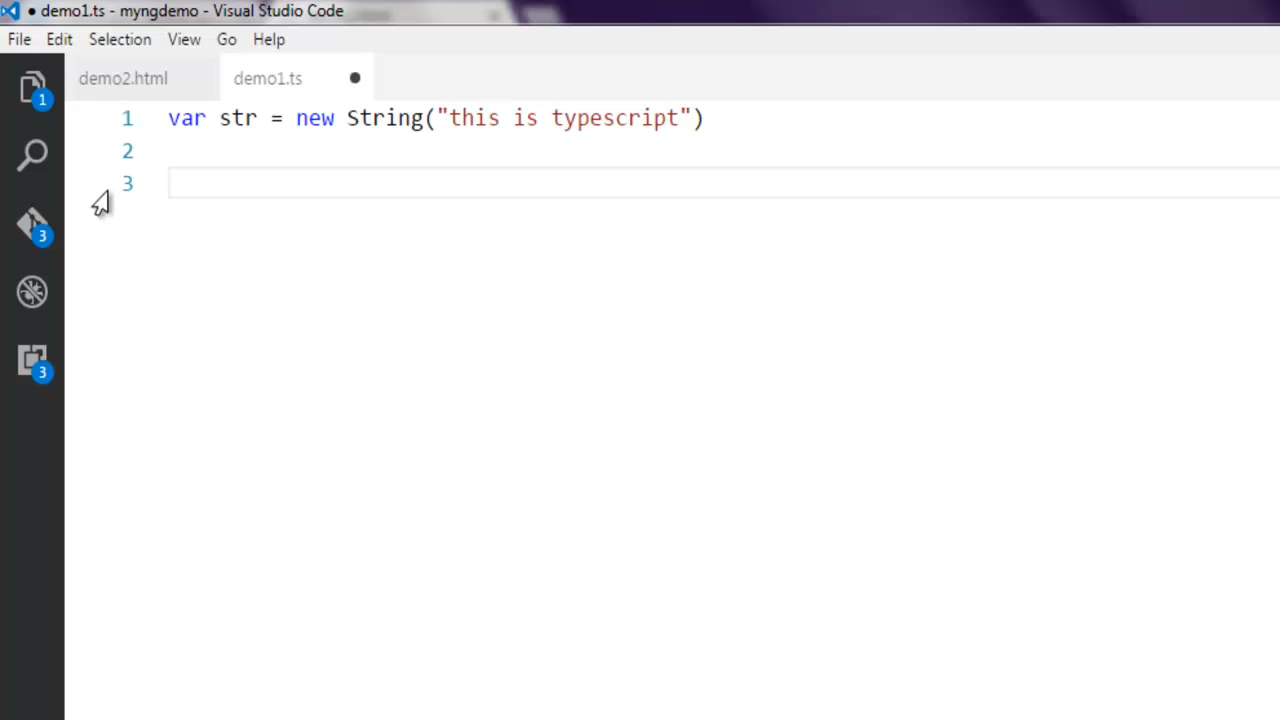 ● demo1.ts - myngdemo - Visual Studio Code
File Edit Selection View Go Help
demo2.html demo1.ts ●
1 var str = new String("this is typescript")
2
3
1
3
3